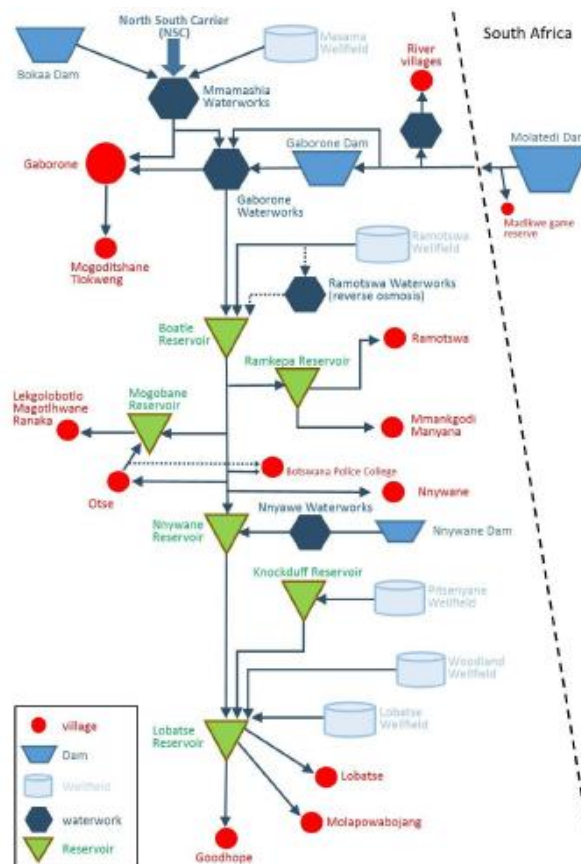 North South Carrier
(NSC)
South Africa
Bokaa Dam
Masama
Wellfield
River
villages
Mmamashia
Waterworks
Molatedi Dam
Gaborone Dam
Gaborone
Gaborone
Waterworks
Madikwe game
reserve
Mogoditshane
Tlokweng
Ramotswa
Wellfield
Ramotswa Waterworks
(reverse osmosis)
Boatle
Reservoir
Ramkepa Reservoir
Ramotswa
Lekgolobotlo
Magotlhwane
Ranaka
Mogobane
Reservoir
Mmankgodi
Manyana
Botswana Police College
Otse
Nnywane
Nnyawe Waterworks
Nnywane
Reservoir
Nnywane Dam
Knockduff Reservoir
Pitsenyane
Wellfield
Woodland
Wellfield
Lobatse
Wellfield
Lobatse
Reservoir
Lobatse
Molapowabojang
Goodhope
village
Dam
Wellfield
waterwork
Reservoir